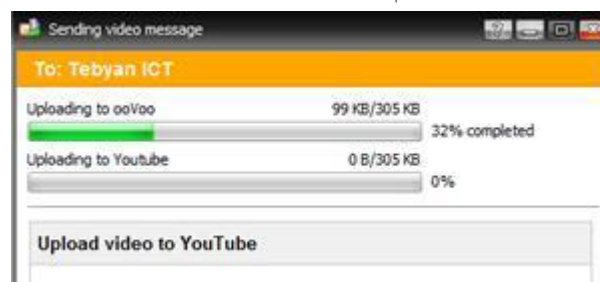 Sending video message
To: Tebyan ICT
Uploading to ooVoo 99 KB/305 KB
32% completed
Uploading to Youtube 0 B/305 KB
0%
Upload video to YouTube